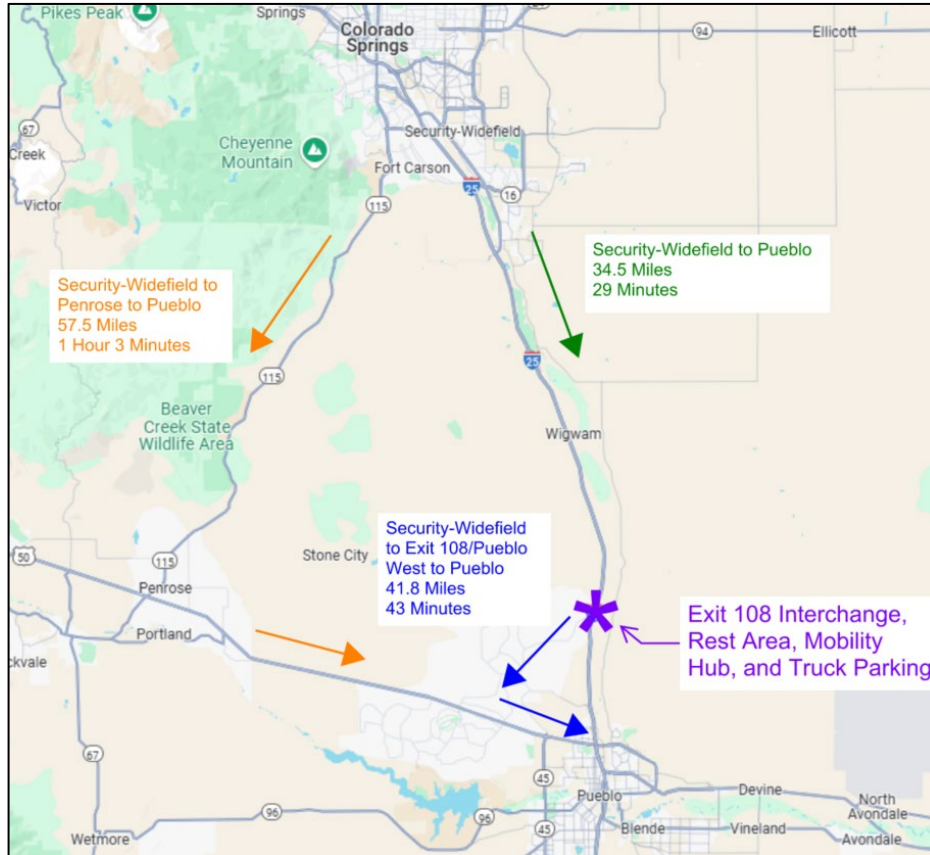 Pikes Peak
Springs
Colorado
Springs
94
Ellicott
67
Creek
Cheyenne
Mountain
Security-Widefield
Fort Carson
25
16
Victor
115
Security-Widefield to Pueblo
34.5 Miles
29 Minutes
Security-Widefield to
Penrose to Pueblo
57.5 Miles
1 Hour 3 Minutes
25
115
Beaver
Creek State
Wildlife Area
Wigwam
Security-Widefield
to Exit 108/Pueblo
West to Pueblo
41.8 Miles
43 Minutes
Stone City
50
115
Penrose
*
Exit 108 Interchange,
Rest Area, Mobility
Hub, and Truck Parking
Portland
ckvale
67
45
Pueblo
Devine
North
Avondale
96
96
45
Wetmore
Blende
Vineland
Avondale